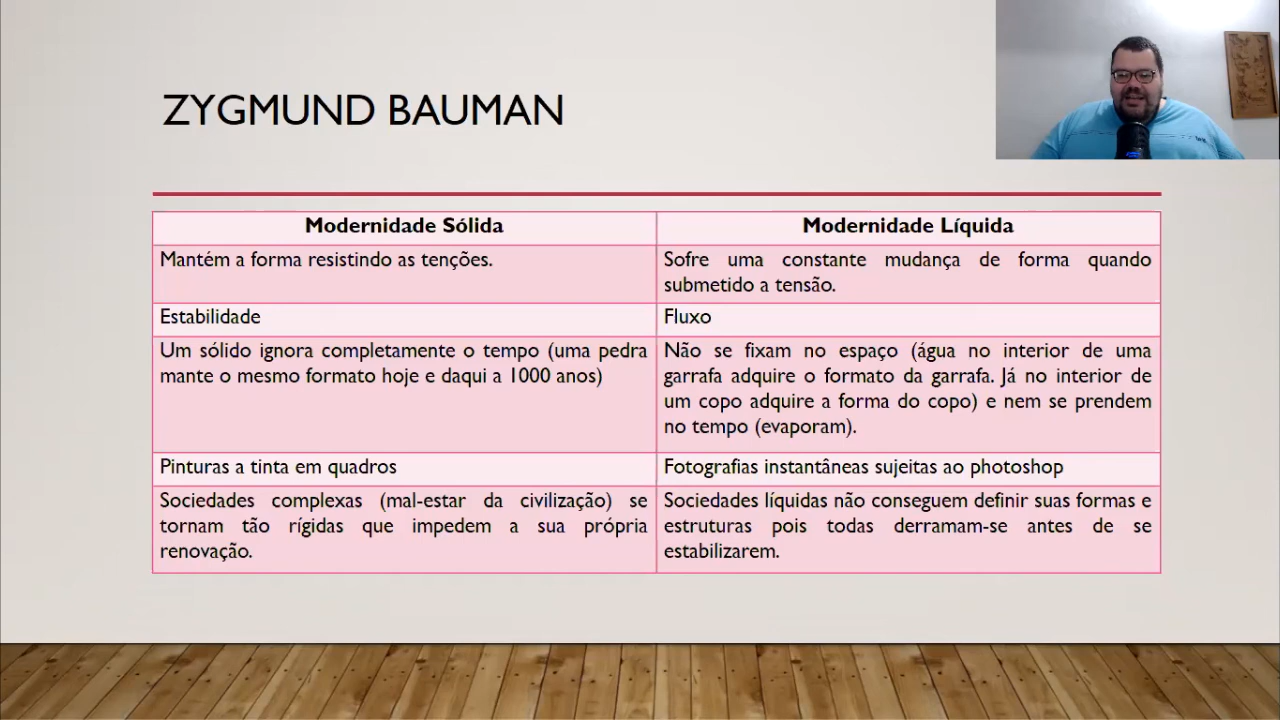 ZYGMUND BAUMAN
Modernidade Sólida
Modernidade Líquida
Mantém a forma resistindo as tenções.
Sofre uma constante mudança de forma quando
submetido a tensão.
Estabilidade
Fluxo
Um sólido ignora completamente o tempo (uma pedra
mante o mesmo formato hoje e daqui a 1000 anos)
Não se fixam no espaço (água no interior de uma
garrafa adquire o formato da garrafa. Já no interior de
um copo adquire a forma do copo) e nem se prendem
no tempo (evaporam).
Pinturas a tinta em quadros
Fotografias instantâneas sujeitas ao photoshop
Sociedades complexas (mal-estar da civilização) se
tornam tão rígidas que impedem a sua própria
renovação.
Sociedades líquidas não conseguem definir suas formas e
estruturas pois todas derramam-se antes de se
estabilizarem.